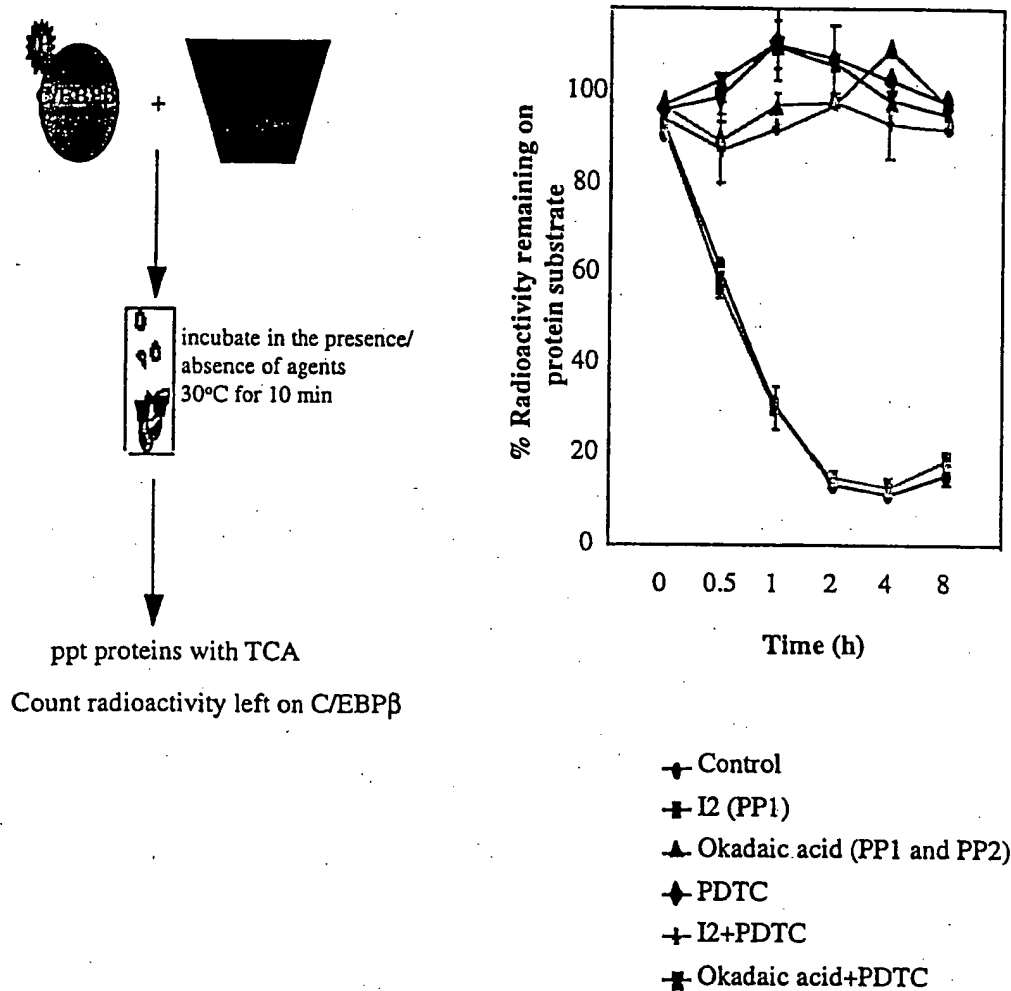 C/EBPβ
+
incubate in the presence/
absence of agents
30°C for 10 min
ppt proteins with TCA
Count radioactivity left on C/EBPβ
% Radioactivity remaining on
protein substrate
100
80
60
40
20
0
0 0.5 1 2 4 8
Time (h)
Control
I2 (PP1)
Okadaic acid (PP1 and PP2)
PDTC
I2+PDTC
Okadaic acid+PDTC